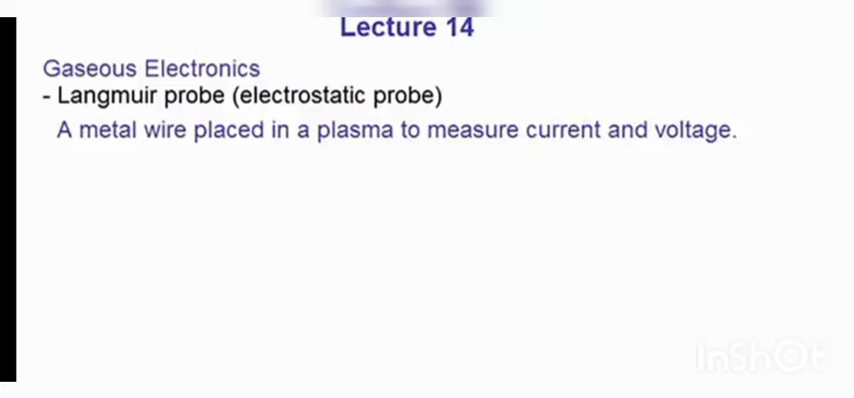 Lecture 14
Gaseous Electronics
- Langmuir probe (electrostatic probe)
A metal wire placed in a plasma to measure current and voltage.
InShOt